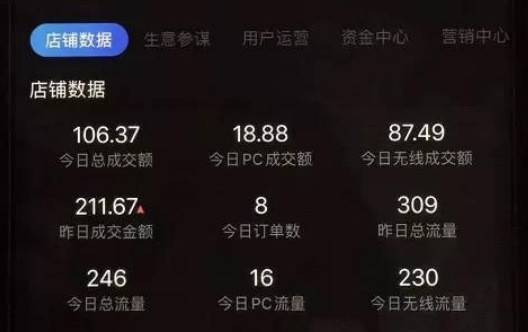 店铺数据 生意参谋 用户运营 资金中心 营销中心
店铺数据
106.37 18.88 87.49
今日总成交额 今日PC成交额 今日无线成交额
211.67 8 309
昨日成交金额 今日订单数 昨日总流量
246 16 230
今日总流量 今日PC流量 今日无线流量